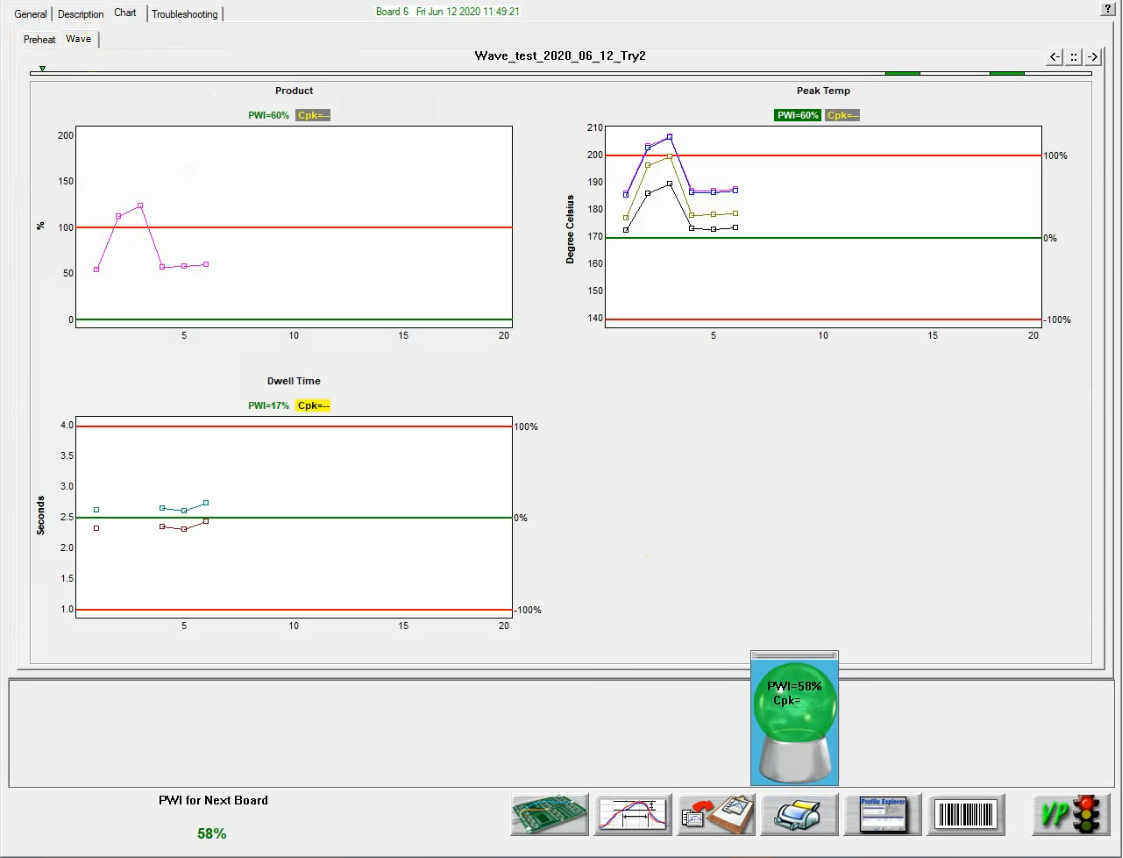 General Description Chart Troubleshooting
Board 6 Fri Jun 12 2020 11:49:21
?
Preheat Wave
Wave_test_2020_06_12_Try2
<- :: ->
Product
PWI=60% Cpk=--
200
150
100
50
0
%
5 10 15 20
Peak Temp
PWI=60% Cpk=--
210
200
190
180
170
160
150
140
Degree Celsius
100%
0%
-100%
5 10 15 20
Dwell Time
PWI=17% Cpk=--
4.0
3.5
3.0
2.5
2.0
1.5
1.0
Seconds
100%
0%
-100%
5 10 15 20
PWI=58%
Cpk=
PWI for Next Board
58%
Profile Explorer
VP